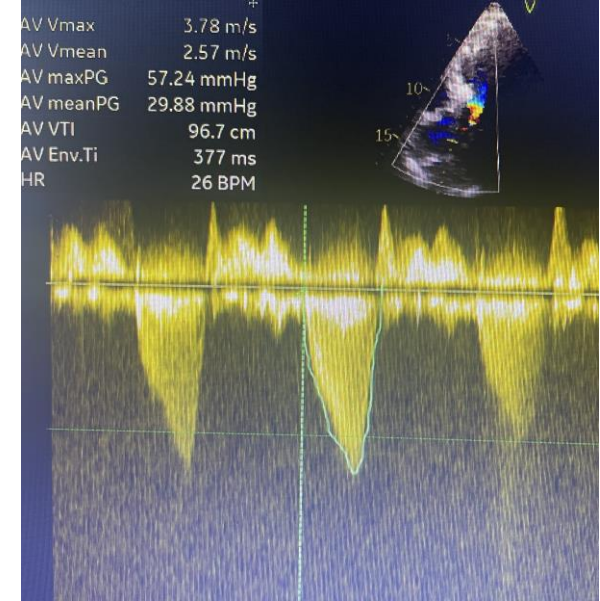 AV Vmax 3.78 m/s
AV Vmean 2.57 m/s
AV maxPG 57.24 mmHg
AV meanPG 29.88 mmHg
AV VTI 96.7 cm
AV Env.Ti 377 ms
HR 26 BPM
10
15